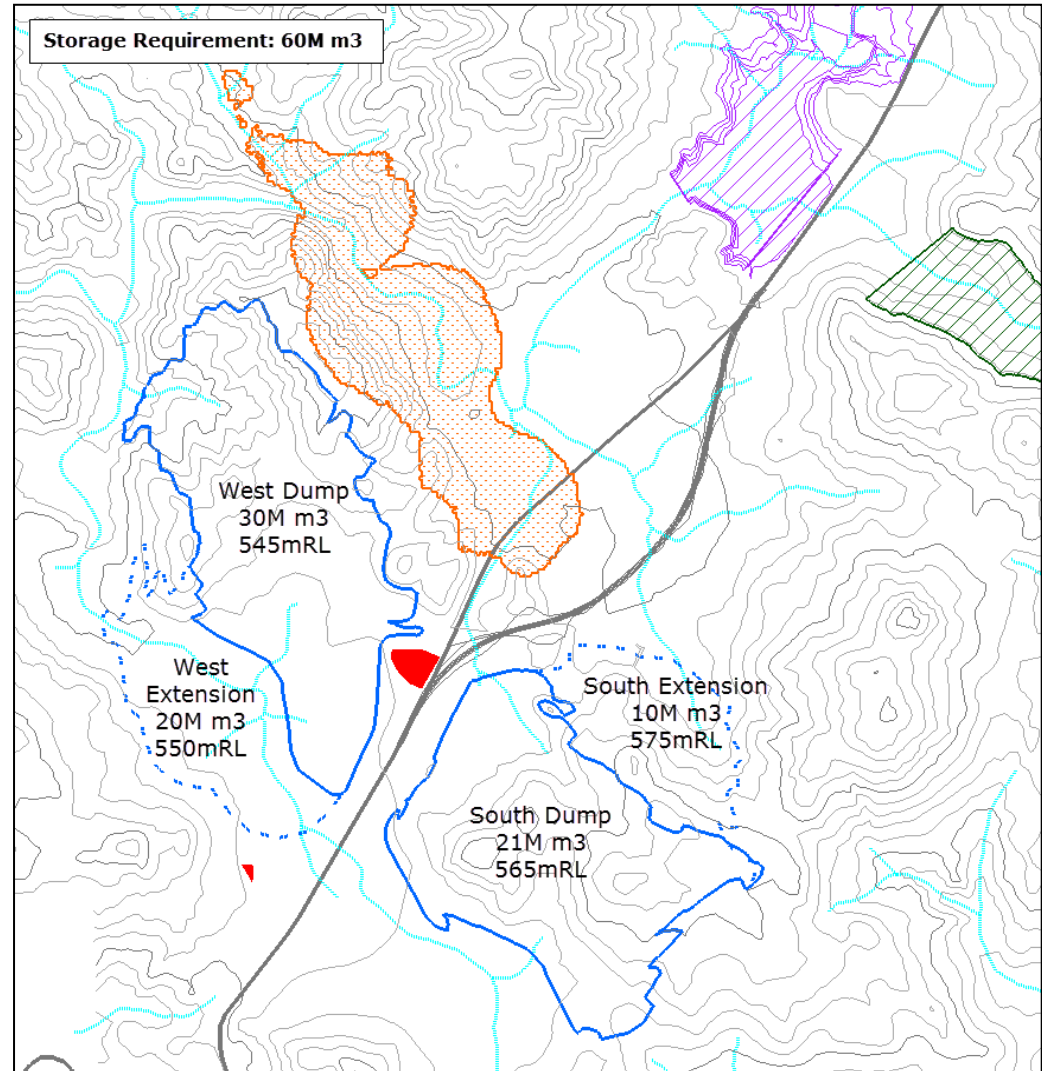 Storage Requirement: 60M m3
West Dump
30M m3
545mRL
West
Extension
20M m3
550mRL
South Extension
10M m3
575mRL
South Dump
21M m3
565mRL